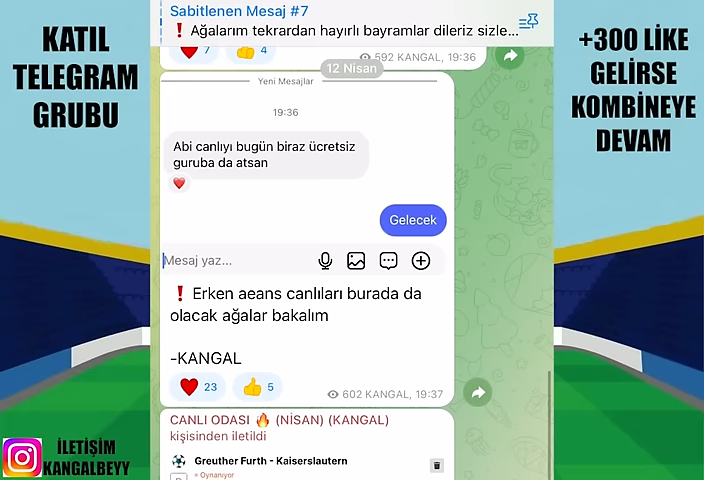 KATIL
TELEGRAM
GRUBU
Sabitlenen Mesaj #7
❗ Ağalarım tekrardan hayırlı bayramlar dileriz sizle...
7
4
592 KANGAL, 19:36
12 Nisan
Yeni Mesajlar
19:36
Abi canlıyı bugün biraz ücretsiz
guruba da atsan
Gelecek
Mesaj yaz...
❗ Erken aeans canlıları burada da
olacak ağalar bakalım
-KANGAL
23
5
602 KANGAL, 19:37
CANLI ODASI 🔥 (NİSAN) (KANGAL)
kişisinden iletildi
Greuther Furth - Kaiserslautern
Oynanıyor
+300 LİKE
GELİRSE
KOMBİNEYE
DEVAM
İLETİŞİM
KANGALBEYY